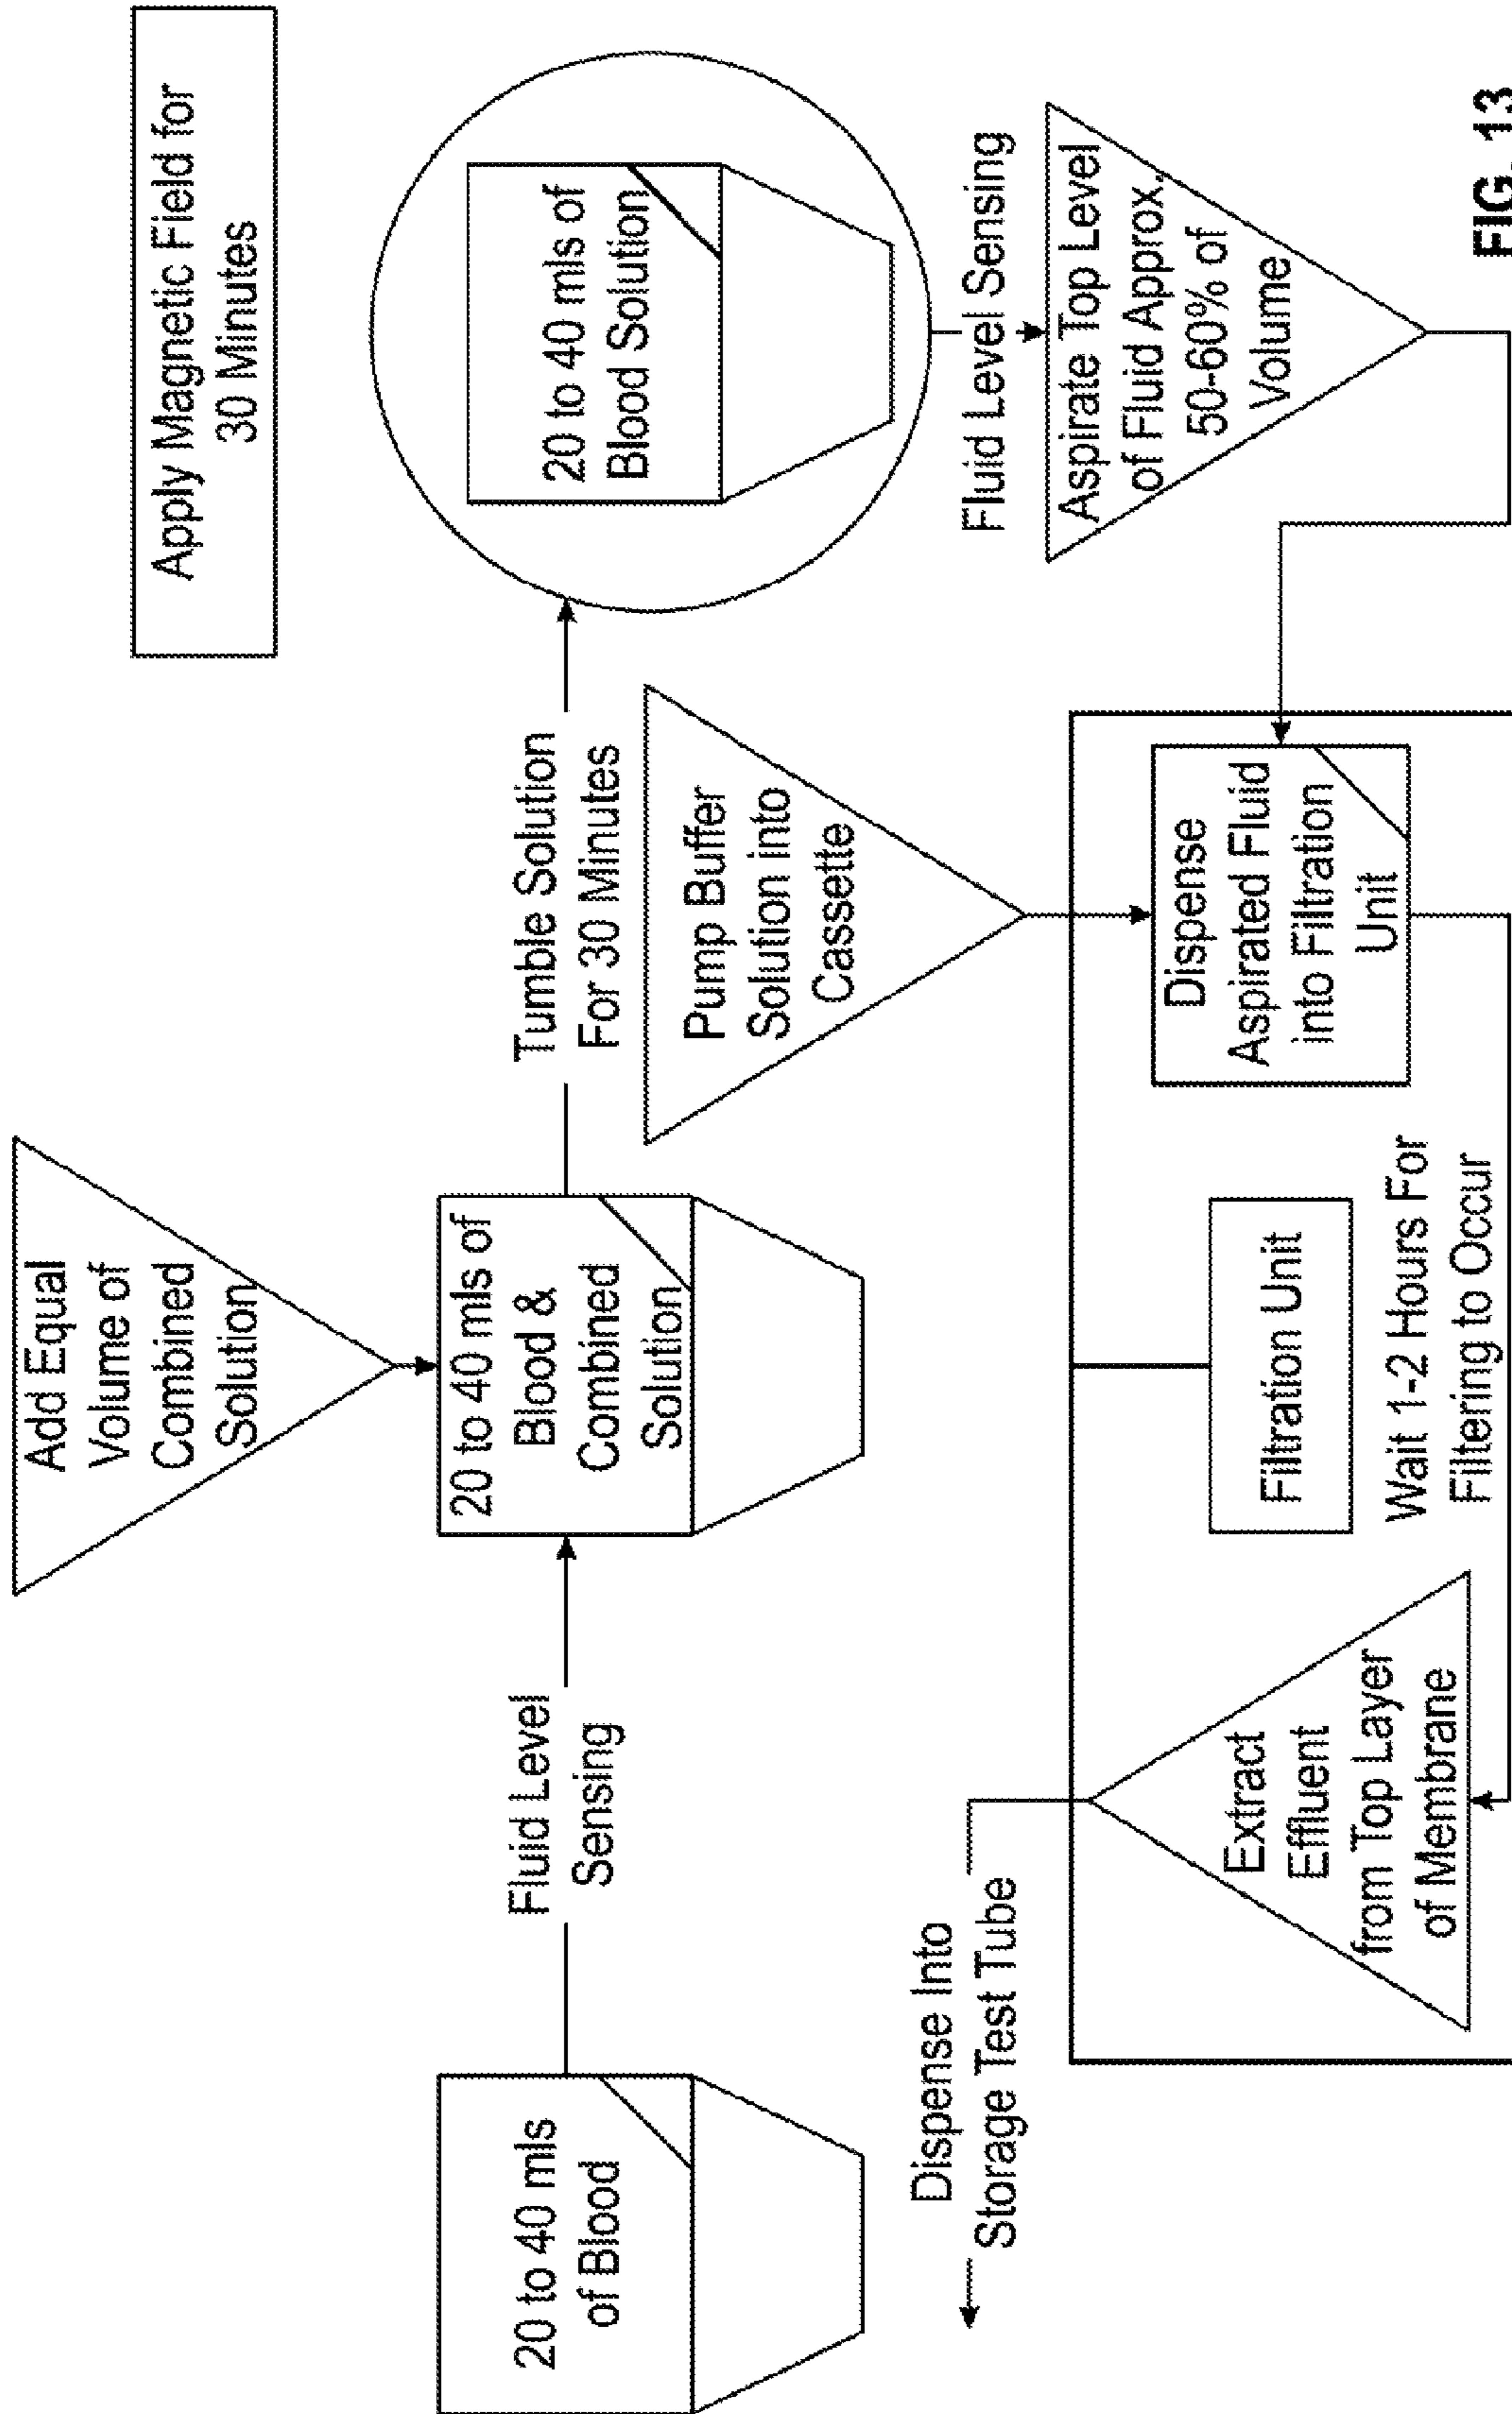 Add Equal
Volume of
Combined
Solution
Apply Magnetic Field for
30 Minutes
20 to 40 mls
of Blood
Fluid Level
Sensing
20 to 40 mls of
Blood &
Combined
Solution
Tumble Solution
For 30 Minutes
20 to 40 mls of
Blood Solution
Fluid Level Sensing
Aspirate Top Level
of Fluid Approx.
50-60% of
Volume
Pump Buffer
Solution into
Cassette
Dispense
Aspirated Fluid
into Filtration
Unit
Filtration Unit
Wait 1-2 Hours For
Filtering to Occur
Extract
Effluent
from Top Layer
of Membrane
Dispense Into
Storage Test Tube
FIG. 13